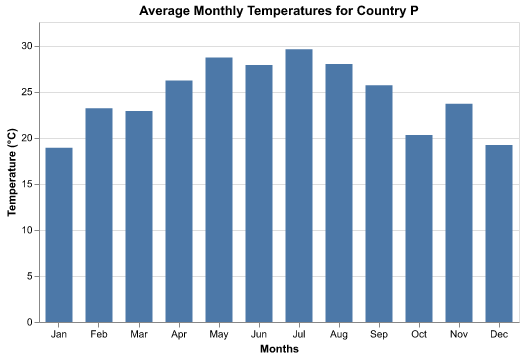 Average Monthly Temperatures for Country P
Temperature (°C)
30
25
20
15
10
5
0
Jan Feb Mar Apr May Jun Jul Aug Sep Oct Nov Dec
Months